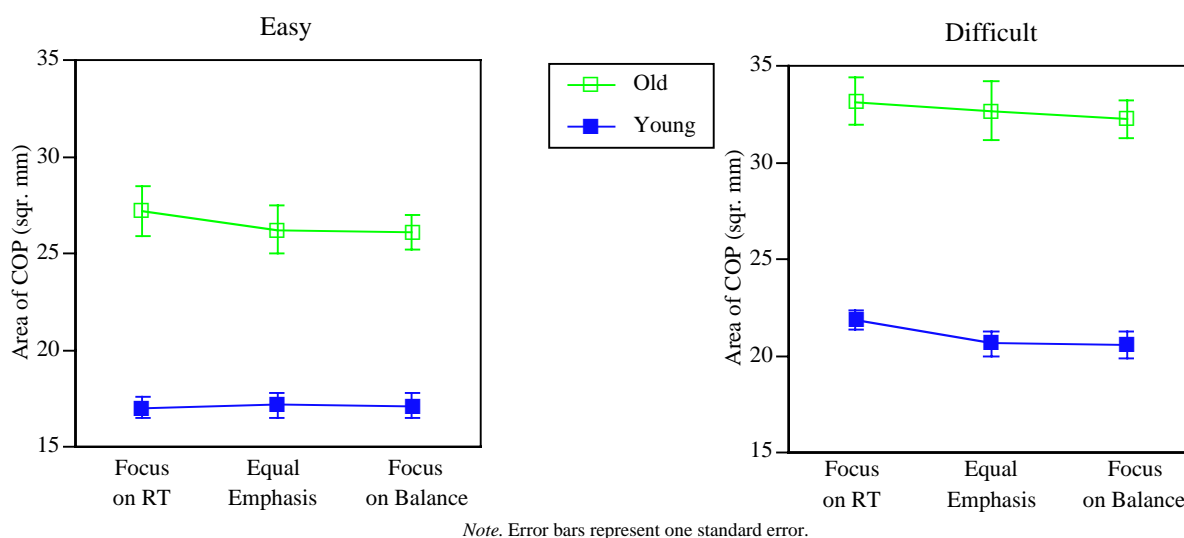 Easy
35
30
25
20
15
Area of COP (sqr. mm)
Focus on RT
Equal Emphasis
Focus on Balance
Old
Young
Difficult
35
30
25
20
15
Area of COP (sqr. mm)
Focus on RT
Equal Emphasis
Focus on Balance
Note. Error bars represent one standard error.